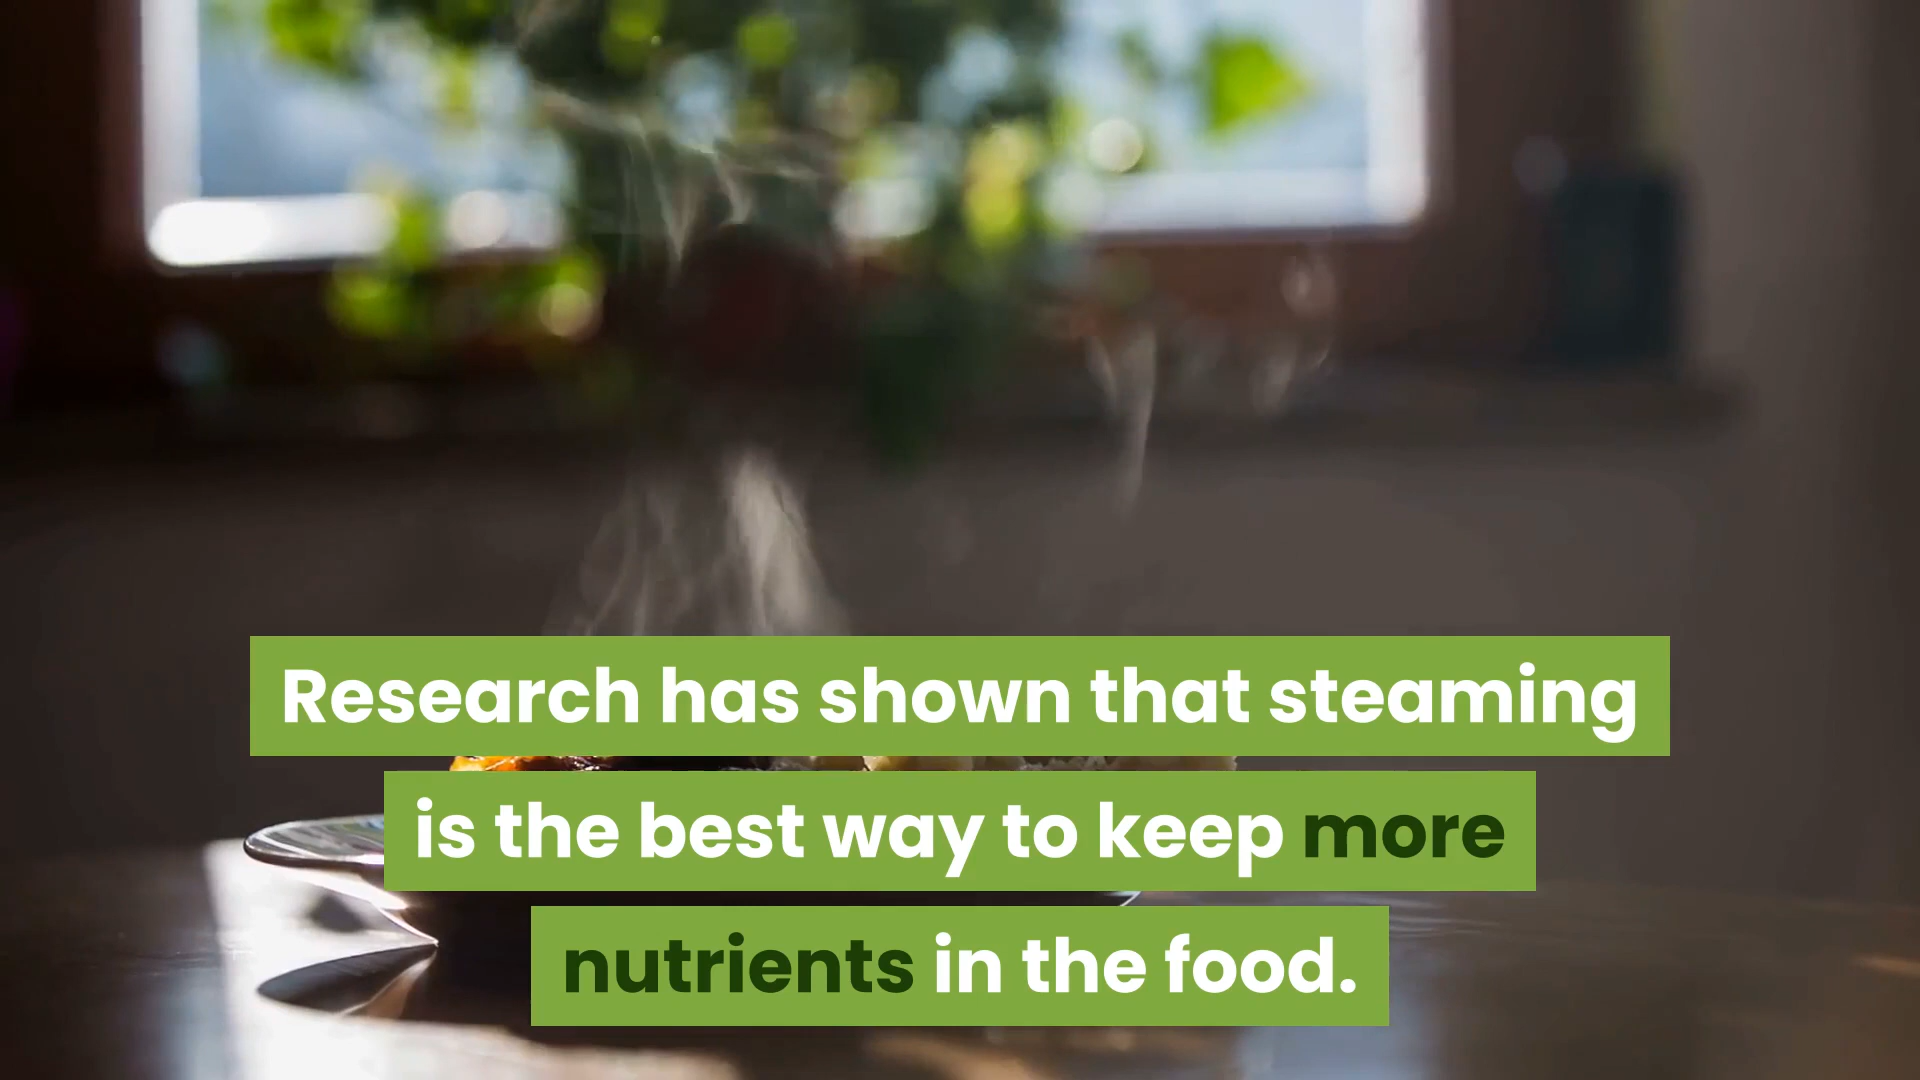 Research has shown that steaming
is the best way to keep more
nutrients in the food.